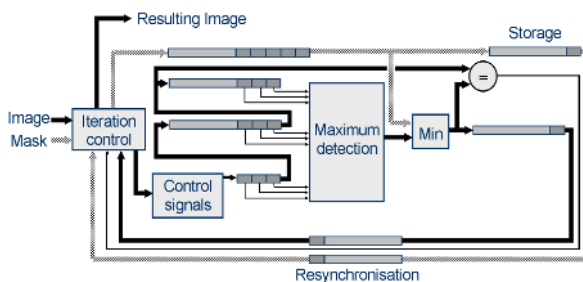 Resulting Image
Storage
=
Image
Mask
Iteration
control
Maximum
detection
Min
Control
signals
Resynchronisation